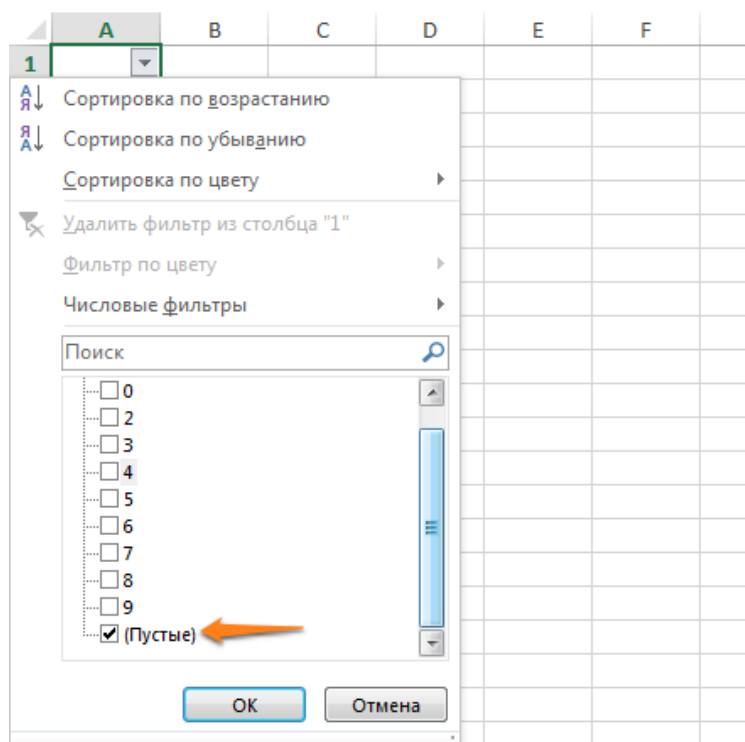 A B C D E F
1
Сортировка по возрастанию
Сортировка по убыванию
Сортировка по цвету
Удалить фильтр из столбца "1"
Фильтр по цвету
Числовые фильтры
Поиск
0
2
3
4
5
6
7
8
9
(Пустые)
ОК Отмена